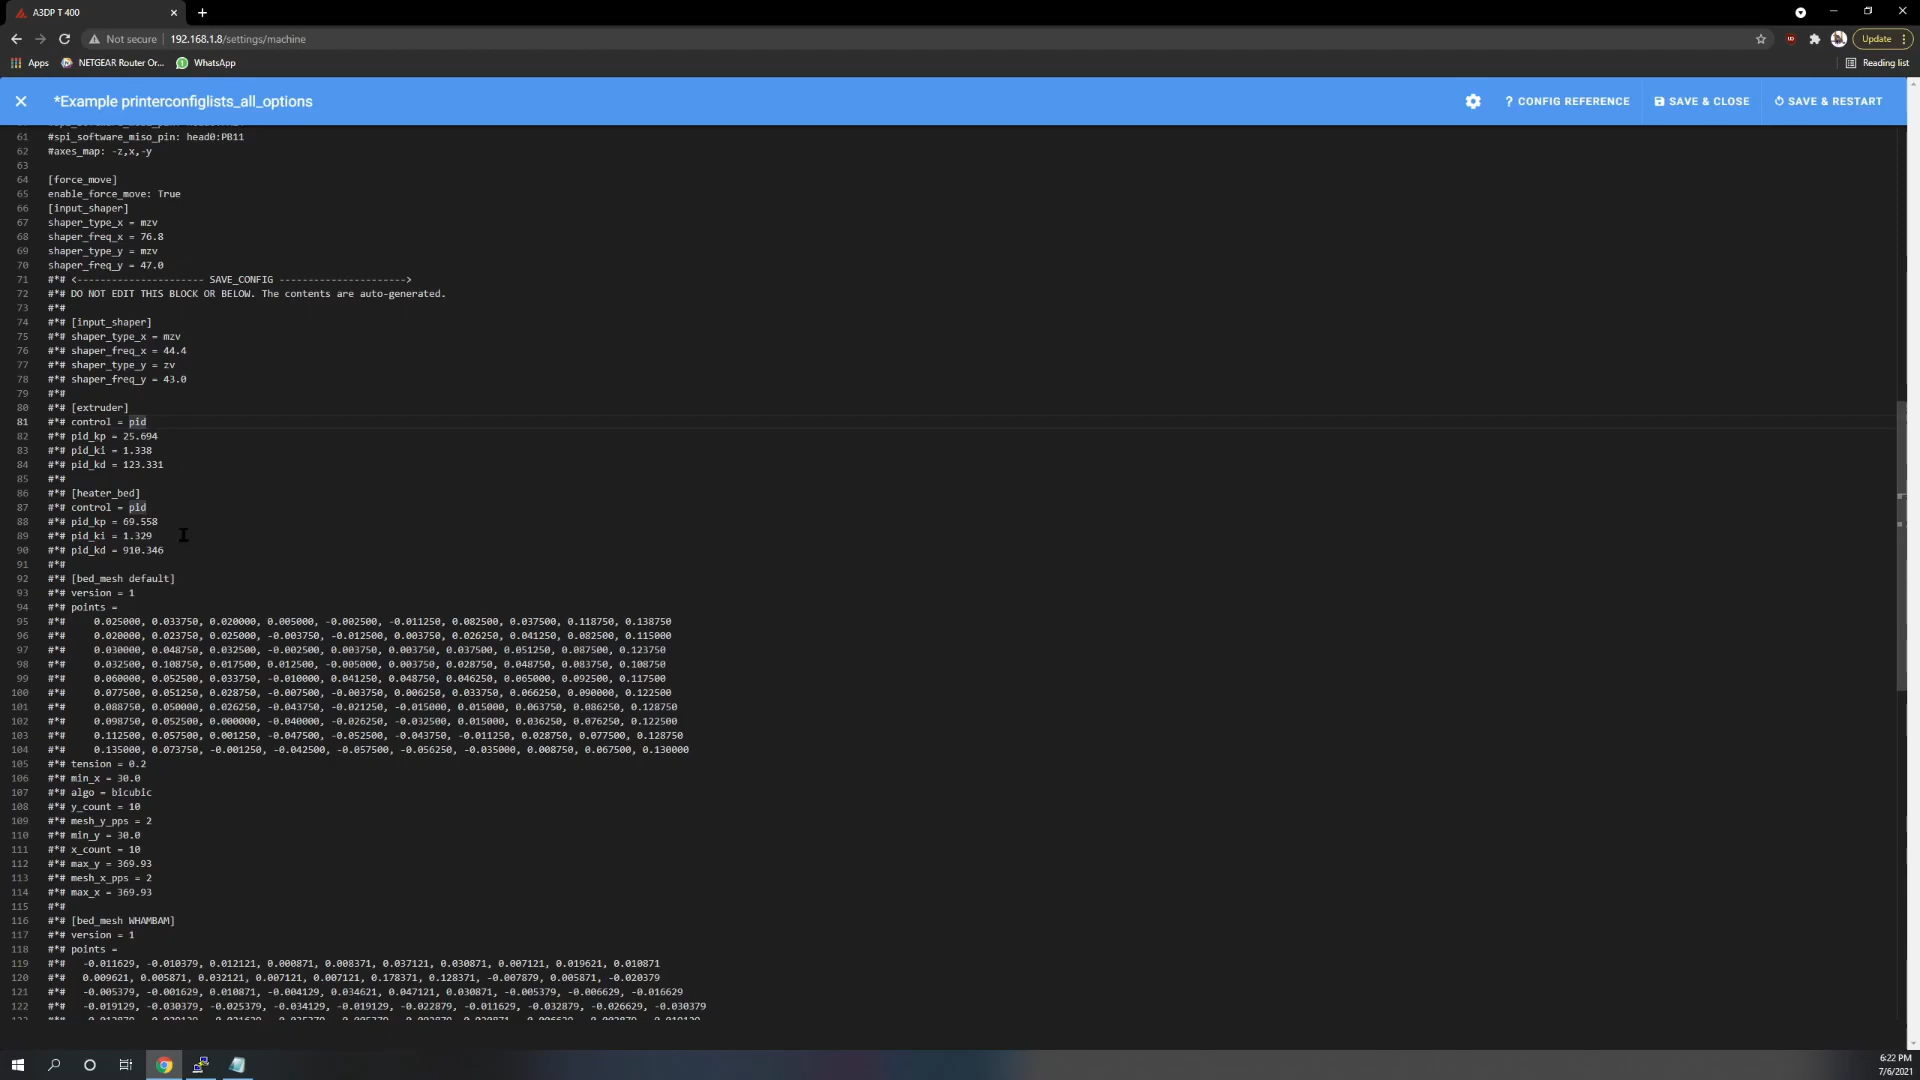 A3DP T 400
Not secure | 192.168.1.8/settings/machine
Update
Apps NETGEAR Router Or... WhatsApp Reading list
*Example printerconfiglists_all_options ? CONFIG REFERENCE SAVE & CLOSE SAVE & RESTART
61 #spi_software_miso_pin: head0:PB11
62 #axes_map: -z,x,-y
63
64 [force_move]
65 enable_force_move: True
66 [input_shaper]
67 shaper_type_x = mzv
68 shaper_freq_x = 76.8
69 shaper_type_y = mzv
70 shaper_freq_y = 47.0
71 #*# <---------------------- SAVE_CONFIG ---------------------->
72 #*# DO NOT EDIT THIS BLOCK OR BELOW. The contents are auto-generated.
73 #*#
74 #*# [input_shaper]
75 #*# shaper_type_x = mzv
76 #*# shaper_freq_x = 44.4
77 #*# shaper_type_y = zv
78 #*# shaper_freq_y = 43.0
79 #*#
80 #*# [extruder]
81 #*# control = pid
82 #*# pid_kp = 25.694
83 #*# pid_ki = 1.338
84 #*# pid_kd = 123.331
85 #*#
86 #*# [heater_bed]
87 #*# control = pid
88 #*# pid_kp = 69.558
89 #*# pid_ki = 1.329
90 #*# pid_kd = 910.346
91 #*#
92 #*# [bed_mesh default]
93 #*# version = 1
94 #*# points =
95 #*# 0.025000, 0.033750, 0.020000, 0.005000, -0.002500, -0.011250, 0.082500, 0.037500, 0.118750, 0.138750
96 #*# 0.020000, 0.023750, 0.025000, -0.003750, -0.012500, 0.003750, 0.026250, 0.041250, 0.082500, 0.115000
97 #*# 0.030000, 0.048750, 0.032500, -0.002500, 0.003750, 0.003750, 0.037500, 0.051250, 0.087500, 0.123750
98 #*# 0.032500, 0.108750, 0.017500, 0.012500, -0.005000, 0.003750, 0.028750, 0.048750, 0.083750, 0.108750
99 #*# 0.060000, 0.052500, 0.033750, -0.010000, 0.041250, 0.048750, 0.046250, 0.065000, 0.092500, 0.117500
100 #*# 0.077500, 0.051250, 0.028750, -0.007500, -0.003750, 0.006250, 0.033750, 0.066250, 0.090000, 0.122500
101 #*# 0.088750, 0.050000, 0.026250, -0.043750, -0.021250, -0.015000, 0.015000, 0.063750, 0.086250, 0.128750
102 #*# 0.098750, 0.052500, 0.000000, -0.040000, -0.026250, -0.032500, 0.015000, 0.036250, 0.076250, 0.122500
103 #*# 0.112500, 0.057500, 0.001250, -0.047500, -0.052500, -0.043750, -0.011250, 0.028750, 0.077500, 0.128750
104 #*# 0.135000, 0.073750, -0.001250, -0.042500, -0.057500, -0.056250, -0.035000, 0.008750, 0.067500, 0.130000
105 #*# tension = 0.2
106 #*# min_x = 30.0
107 #*# algo = bicubic
108 #*# y_count = 10
109 #*# mesh_y_pps = 2
110 #*# min_y = 30.0
111 #*# x_count = 10
112 #*# max_y = 369.93
113 #*# mesh_x_pps = 2
114 #*# max_x = 369.93
115 #*#
116 #*# [bed_mesh WHAMBAM]
117 #*# version = 1
118 #*# points =
119 #*# -0.011629, -0.010379, 0.012121, 0.000871, 0.008371, 0.037121, 0.030871, 0.007121, 0.019621, 0.010871
120 #*# 0.009621, 0.005871, 0.032121, 0.007121, 0.007121, 0.178371, 0.128371, -0.007879, 0.005871, -0.020379
121 #*# -0.005379, -0.001629, 0.010871, -0.004129, 0.034621, 0.047121, 0.030871, -0.005379, -0.006629, -0.016629
122 #*# -0.019129, -0.030379, -0.025379, -0.034129, -0.019129, -0.022879, -0.011629, -0.032879, -0.026629, -0.030379
6:22 PM
7/6/2021